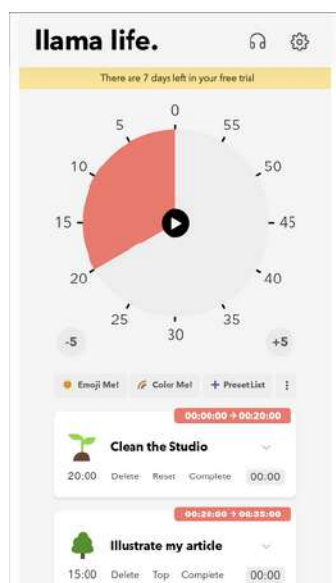 llama life.
There are 7 days left in your free trial
0
5 55
10 50
15 45
20 40
25 35
30
-5 +5
Emoji Me! Color Me! + Preset List
00:00:00 → 00:20:00
Clean the Studio
20:00 Delete Reset Complete 00:00
00:20:00 → 00:35:00
Illustrate my article
15:00 Delete Top Complete 00:00